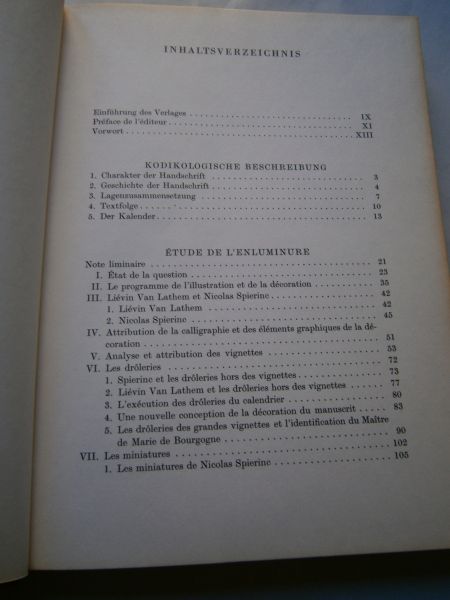 INHALTSVERZEICHNIS
Einführung des Verlages . . . . . . . . . . . . . . . . . . . . IX
Préface de l'éditeur . . . . . . . . . . . . . . . . . . . . . . XI
Vorwort . . . . . . . . . . . . . . . . . . . . . . . . . . . . XIII
KODIKOLOGISCHE BESCHREIBUNG
1. Charakter der Handschrift . . . . . . . . . . . . . . . . . . 3
2. Geschichte der Handschrift . . . . . . . . . . . . . . . . . . 4
3. Lagenzusammensetzung . . . . . . . . . . . . . . . . . . . . 7
4. Textfolge . . . . . . . . . . . . . . . . . . . . . . . . . . 10
5. Der Kalender . . . . . . . . . . . . . . . . . . . . . . . . 13
ÉTUDE DE L'ENLUMINURE
Note liminaire . . . . . . . . . . . . . . . . . . . . . . . . 21
I. État de la question . . . . . . . . . . . . . . . . . . . . . 23
II. Le programme de l'illustration et de la décoration . . . . . . 35
III. Liévin Van Lathem et Nicolas Spierinc . . . . . . . . . . . . 42
1. Liévin Van Lathem . . . . . . . . . . . . . . . . . . . . . 42
2. Nicolas Spierinc . . . . . . . . . . . . . . . . . . . . . . 45
IV. Attribution de la calligraphie et des éléments graphiques de la dé-
coration . . . . . . . . . . . . . . . . . . . . . . . . . . . 51
V. Analyse et attribution des vignettes . . . . . . . . . . . . . 53
VI. Les drôleries . . . . . . . . . . . . . . . . . . . . . . . . 72
1. Spierinc et les drôleries hors des vignettes . . . . . . . . . 73
2. Liévin Van Lathem et les drôleries hors des vignettes . . . . . 77
3. L'exécution des drôleries du calendrier . . . . . . . . . . . 80
4. Une nouvelle conception de la décoration du manuscrit . . . . . 83
5. Les drôleries des grandes vignettes et l'identification du Maître
de Marie de Bourgogne . . . . . . . . . . . . . . . . . . . . . 90
VII. Les miniatures . . . . . . . . . . . . . . . . . . . . . . . 102
1. Les miniatures de Nicolas Spierinc . . . . . . . . . . . . . . 105